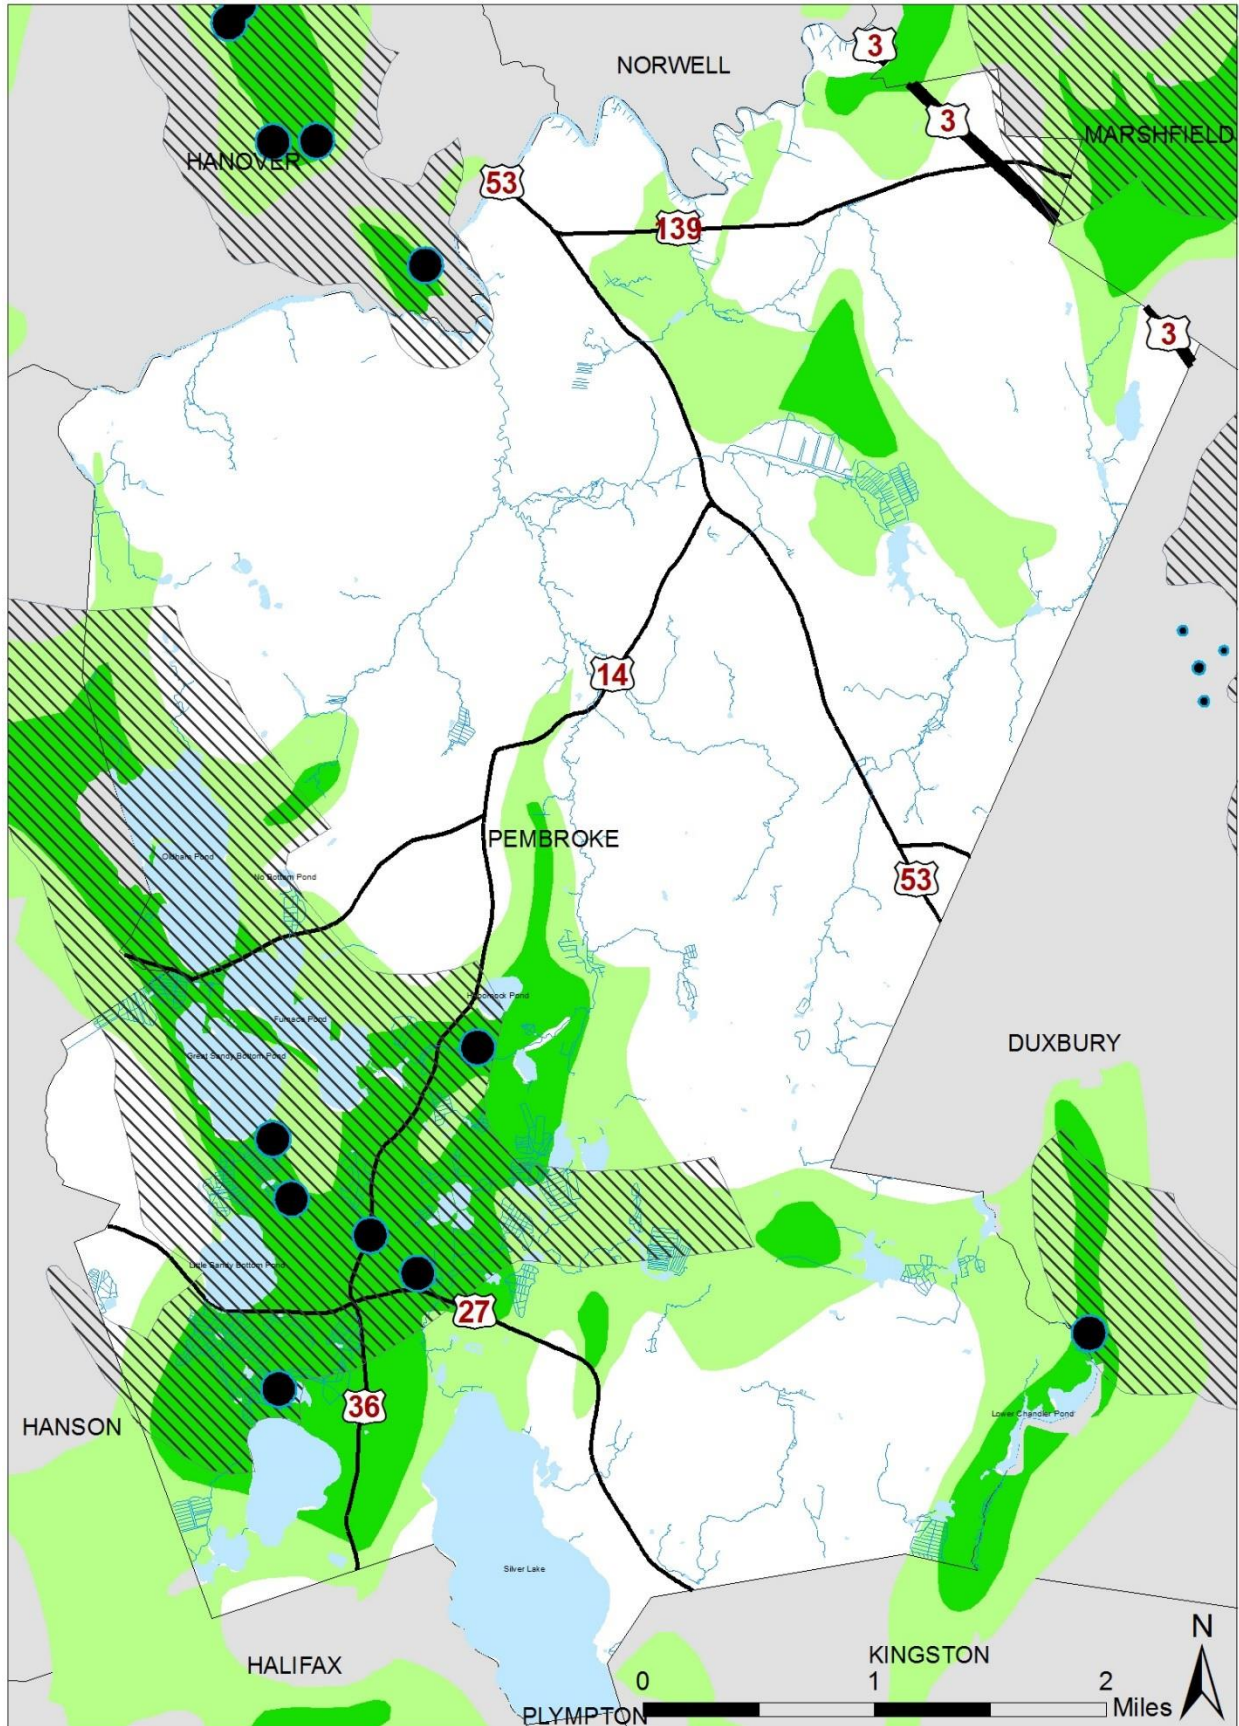 3
NORWELL
3
MARSHFIELD
HANOVER
53
139
3
14
PEMBROKE
Oldham Pond
No Bottom Pond
53
Hobomock Pond
Furnace Pond
DUXBURY
Great Sandy Bottom Pond
Little Sandy Bottom Pond
27
36
Lower Chandler Pond
HANSON
Silver Lake
N
HALIFAX
KINGSTON
0 1 2
Miles
PLYMPTON